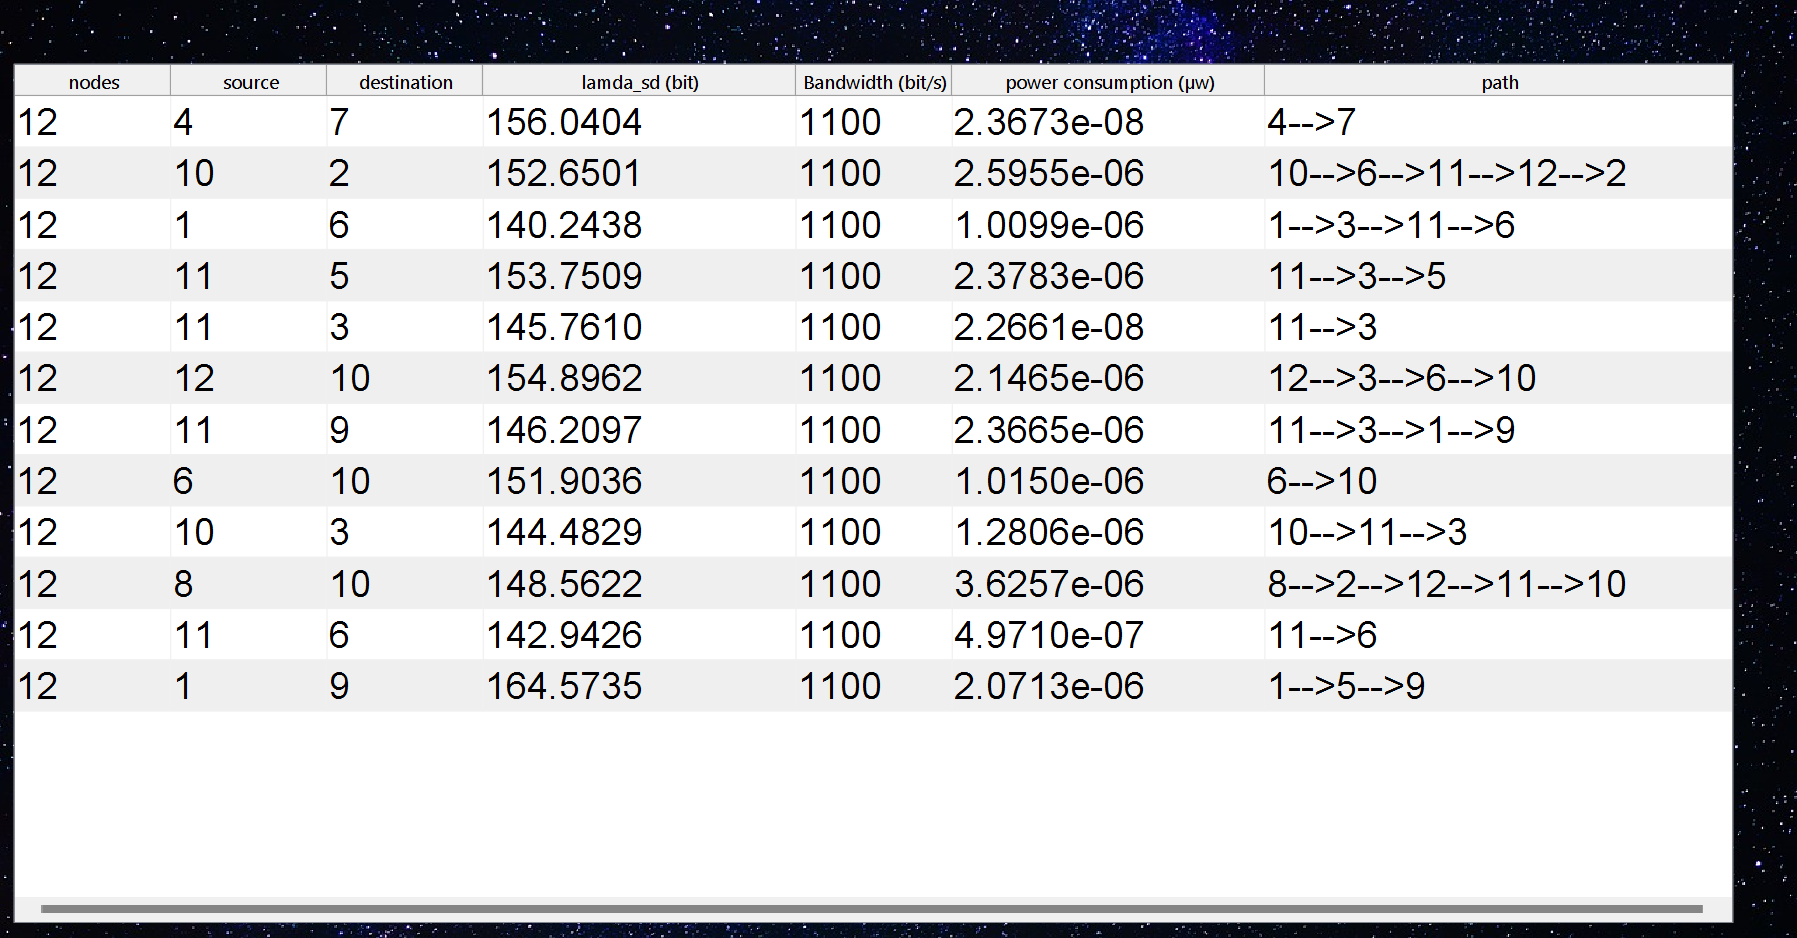 nodes source destination lamda_sd (bit) Bandwidth (bit/s) power consumption (µw) path
12 4 7 156.0404 1100 2.3673e-08 4-->7
12 10 2 152.6501 1100 2.5955e-06 10-->6-->11-->12-->2
12 1 6 140.2438 1100 1.0099e-06 1-->3-->11-->6
12 11 5 153.7509 1100 2.3783e-06 11-->3-->5
12 11 3 145.7610 1100 2.2661e-08 11-->3
12 12 10 154.8962 1100 2.1465e-06 12-->3-->6-->10
12 11 9 146.2097 1100 2.3665e-06 11-->3-->1-->9
12 6 10 151.9036 1100 1.0150e-06 6-->10
12 10 3 144.4829 1100 1.2806e-06 10-->11-->3
12 8 10 148.5622 1100 3.6257e-06 8-->2-->12-->11-->10
12 11 6 142.9426 1100 4.9710e-07 11-->6
12 1 9 164.5735 1100 2.0713e-06 1-->5-->9